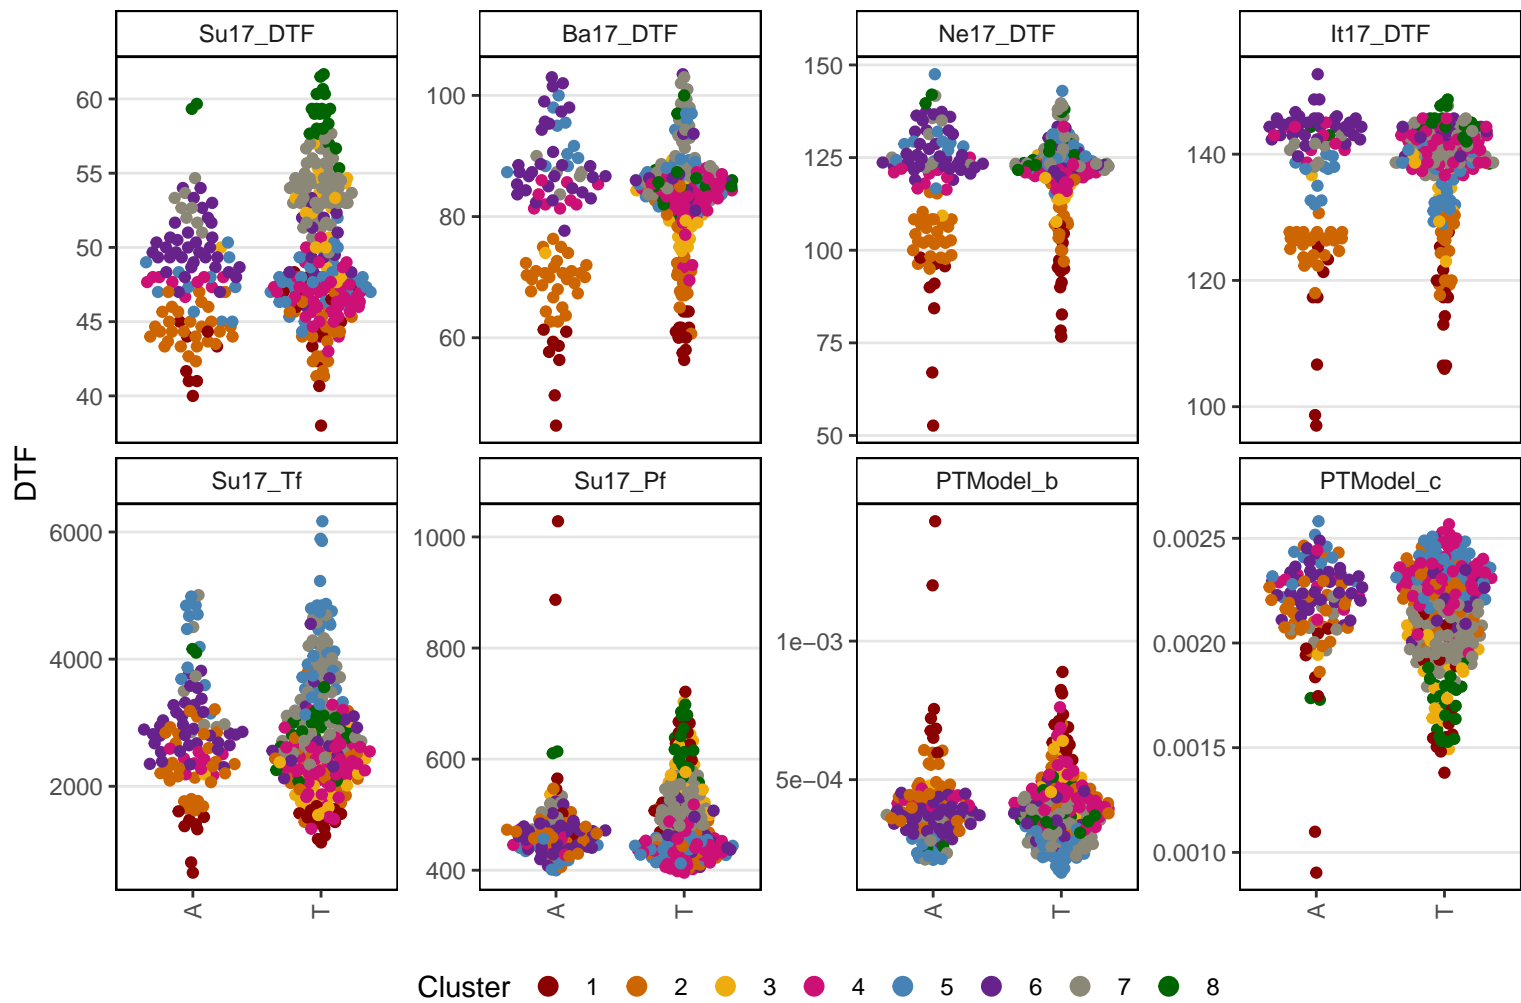 Su17_DTF
Ba17_DTF
Ne17_DTF
It17_DTF
60
55
50
45
40
100
80
60
150
125
100
75
50
140
120
100
DTF
Su17_Tf
Su17_Pf
PTModel_b
PTModel_c
6000
4000
2000
1000
800
600
400
1e−03
5e−04
0.0025
0.0020
0.0015
0.0010
A
T
A
T
A
T
A
T
Cluster 1 2 3 4 5 6 7 8